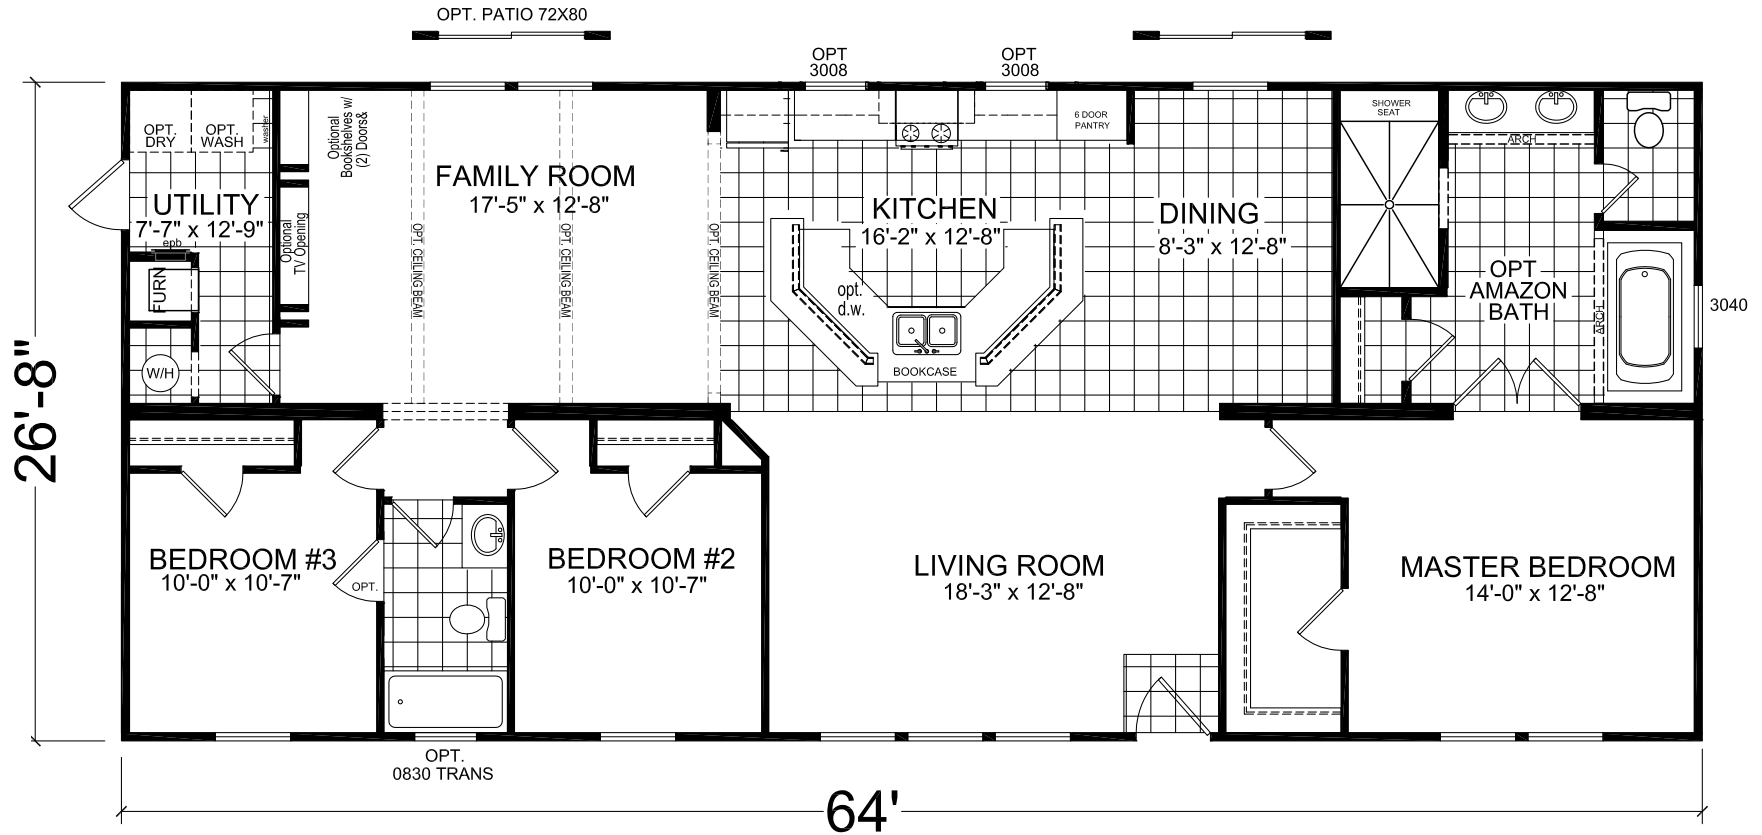 OPT. PATIO 72X80
OPT
3008
OPT
3008
OPT.
DRY
OPT.
WASH
washer
UTILITY
7'-7" x 12'-9"
epb
FURN
W/H
Optional
Bookshelves w/
(2) Doors&
Optional
TV Opening
FAMILY ROOM
17'-5" x 12'-8"
OPT. CEILING BEAM
OPT. CEILING BEAM
OPT. CEILING BEAM
6 DOOR
PANTRY
KITCHEN
16'-2" x 12'-8"
opt.
d.w.
BOOKCASE
DINING
8'-3" x 12'-8"
SHOWER
SEAT
ARCH
OPT
AMAZON
BATH
ARCH
3040
26'-8"
BEDROOM #3
10'-0" x 10'-7"
OPT.
BEDROOM #2
10'-0" x 10'-7"
LIVING ROOM
18'-3" x 12'-8"
MASTER BEDROOM
14'-0" x 12'-8"
OPT.
0830 TRANS
64'